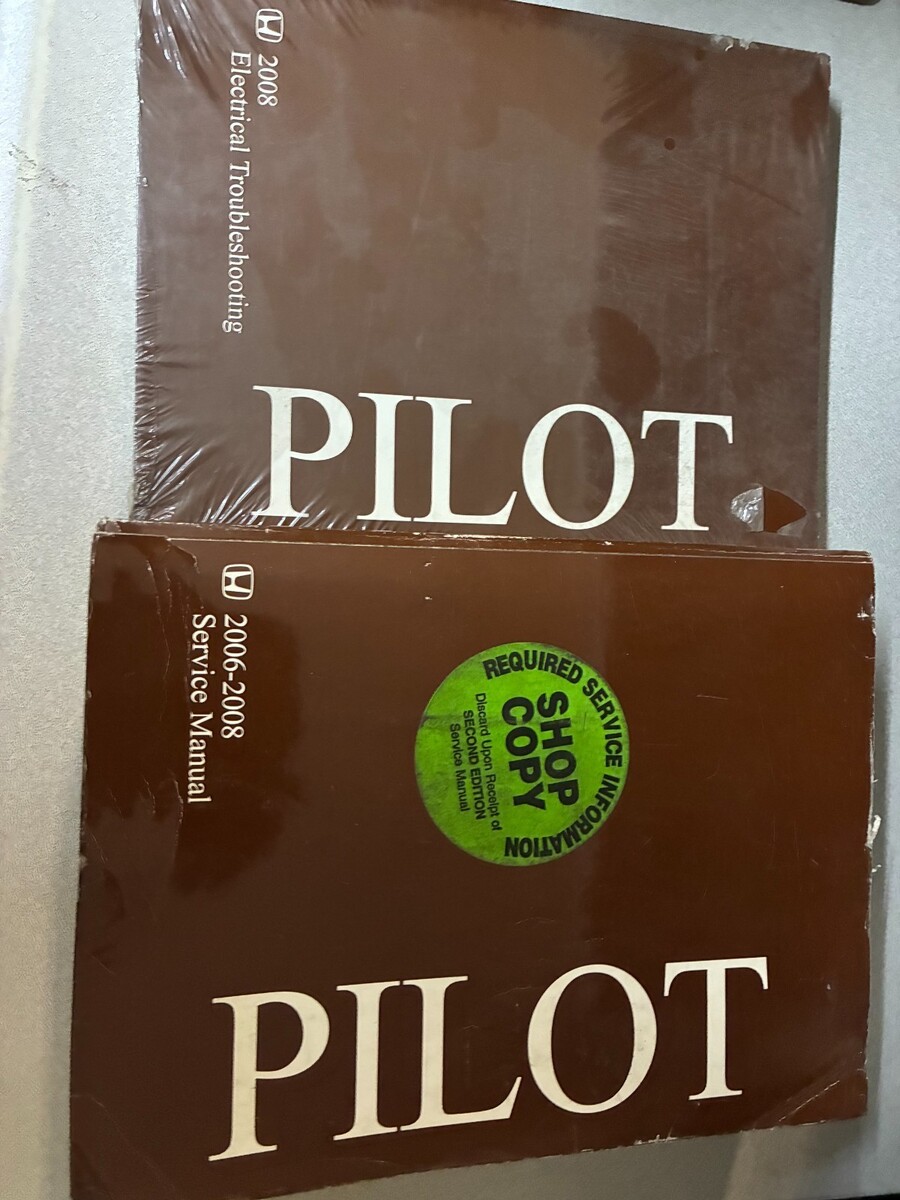 2008
Electrical Troubleshooting
PILOT
2006-2008
Service Manual
REQUIRED SERVICE INFORMATION
SHOP
COPY
Discard Upon Receipt of
SECOND EDITION
Service Manual
PILOT